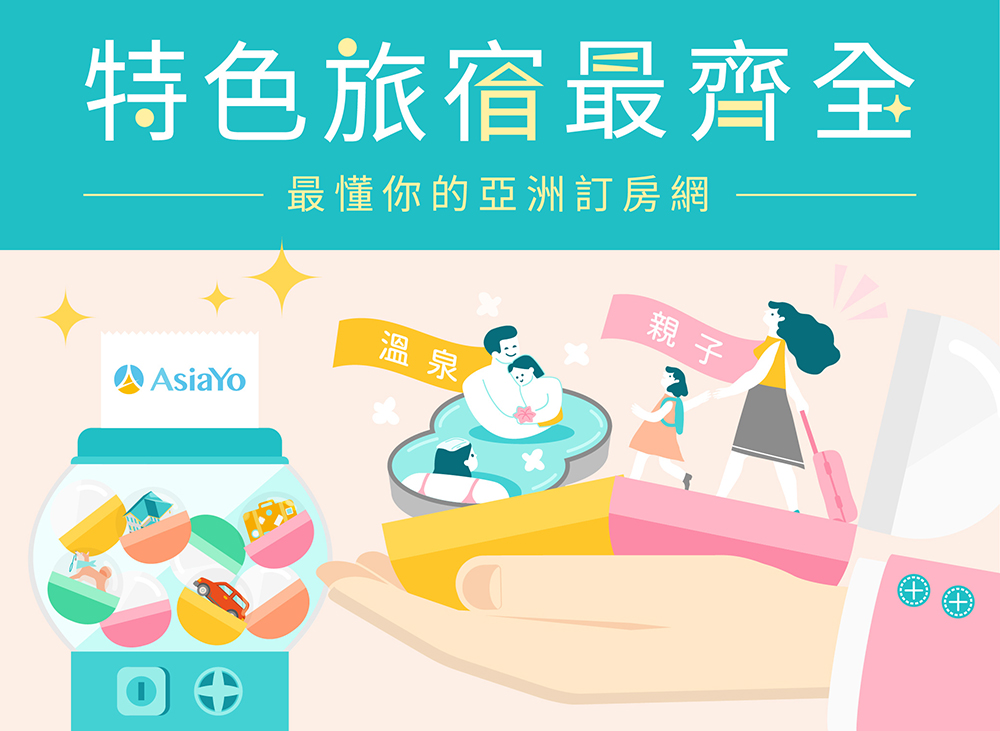 特色旅宿最齊全
最懂你的亞洲訂房網
AsiaYo
溫泉
親子